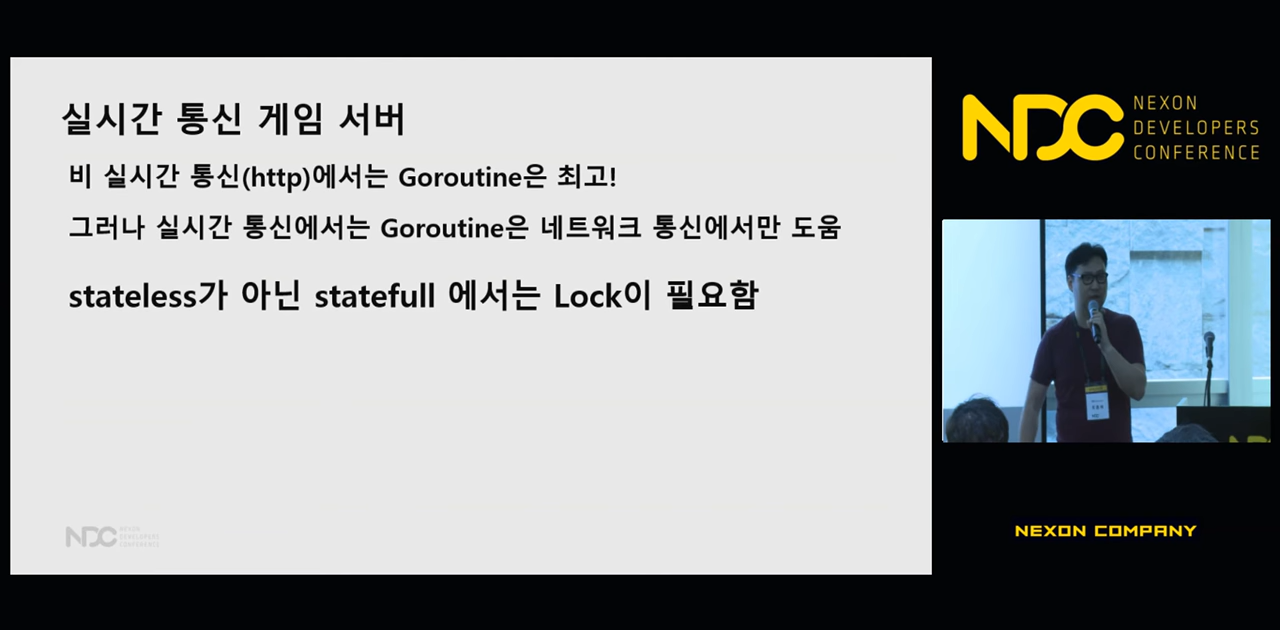 실시간 통신 게임 서버
비 실시간 통신(http)에서는 Goroutine은 최고!
그러나 실시간 통신에서는 Goroutine은 네트워크 통신에서만 도움
stateless가 아닌 statefull 에서는 Lock이 필요함
NDC NEXON
DEVELOPERS
CONFERENCE
NDC
NEXON
DEVELOPERS
CONFERENCE
NEXON COMPANY